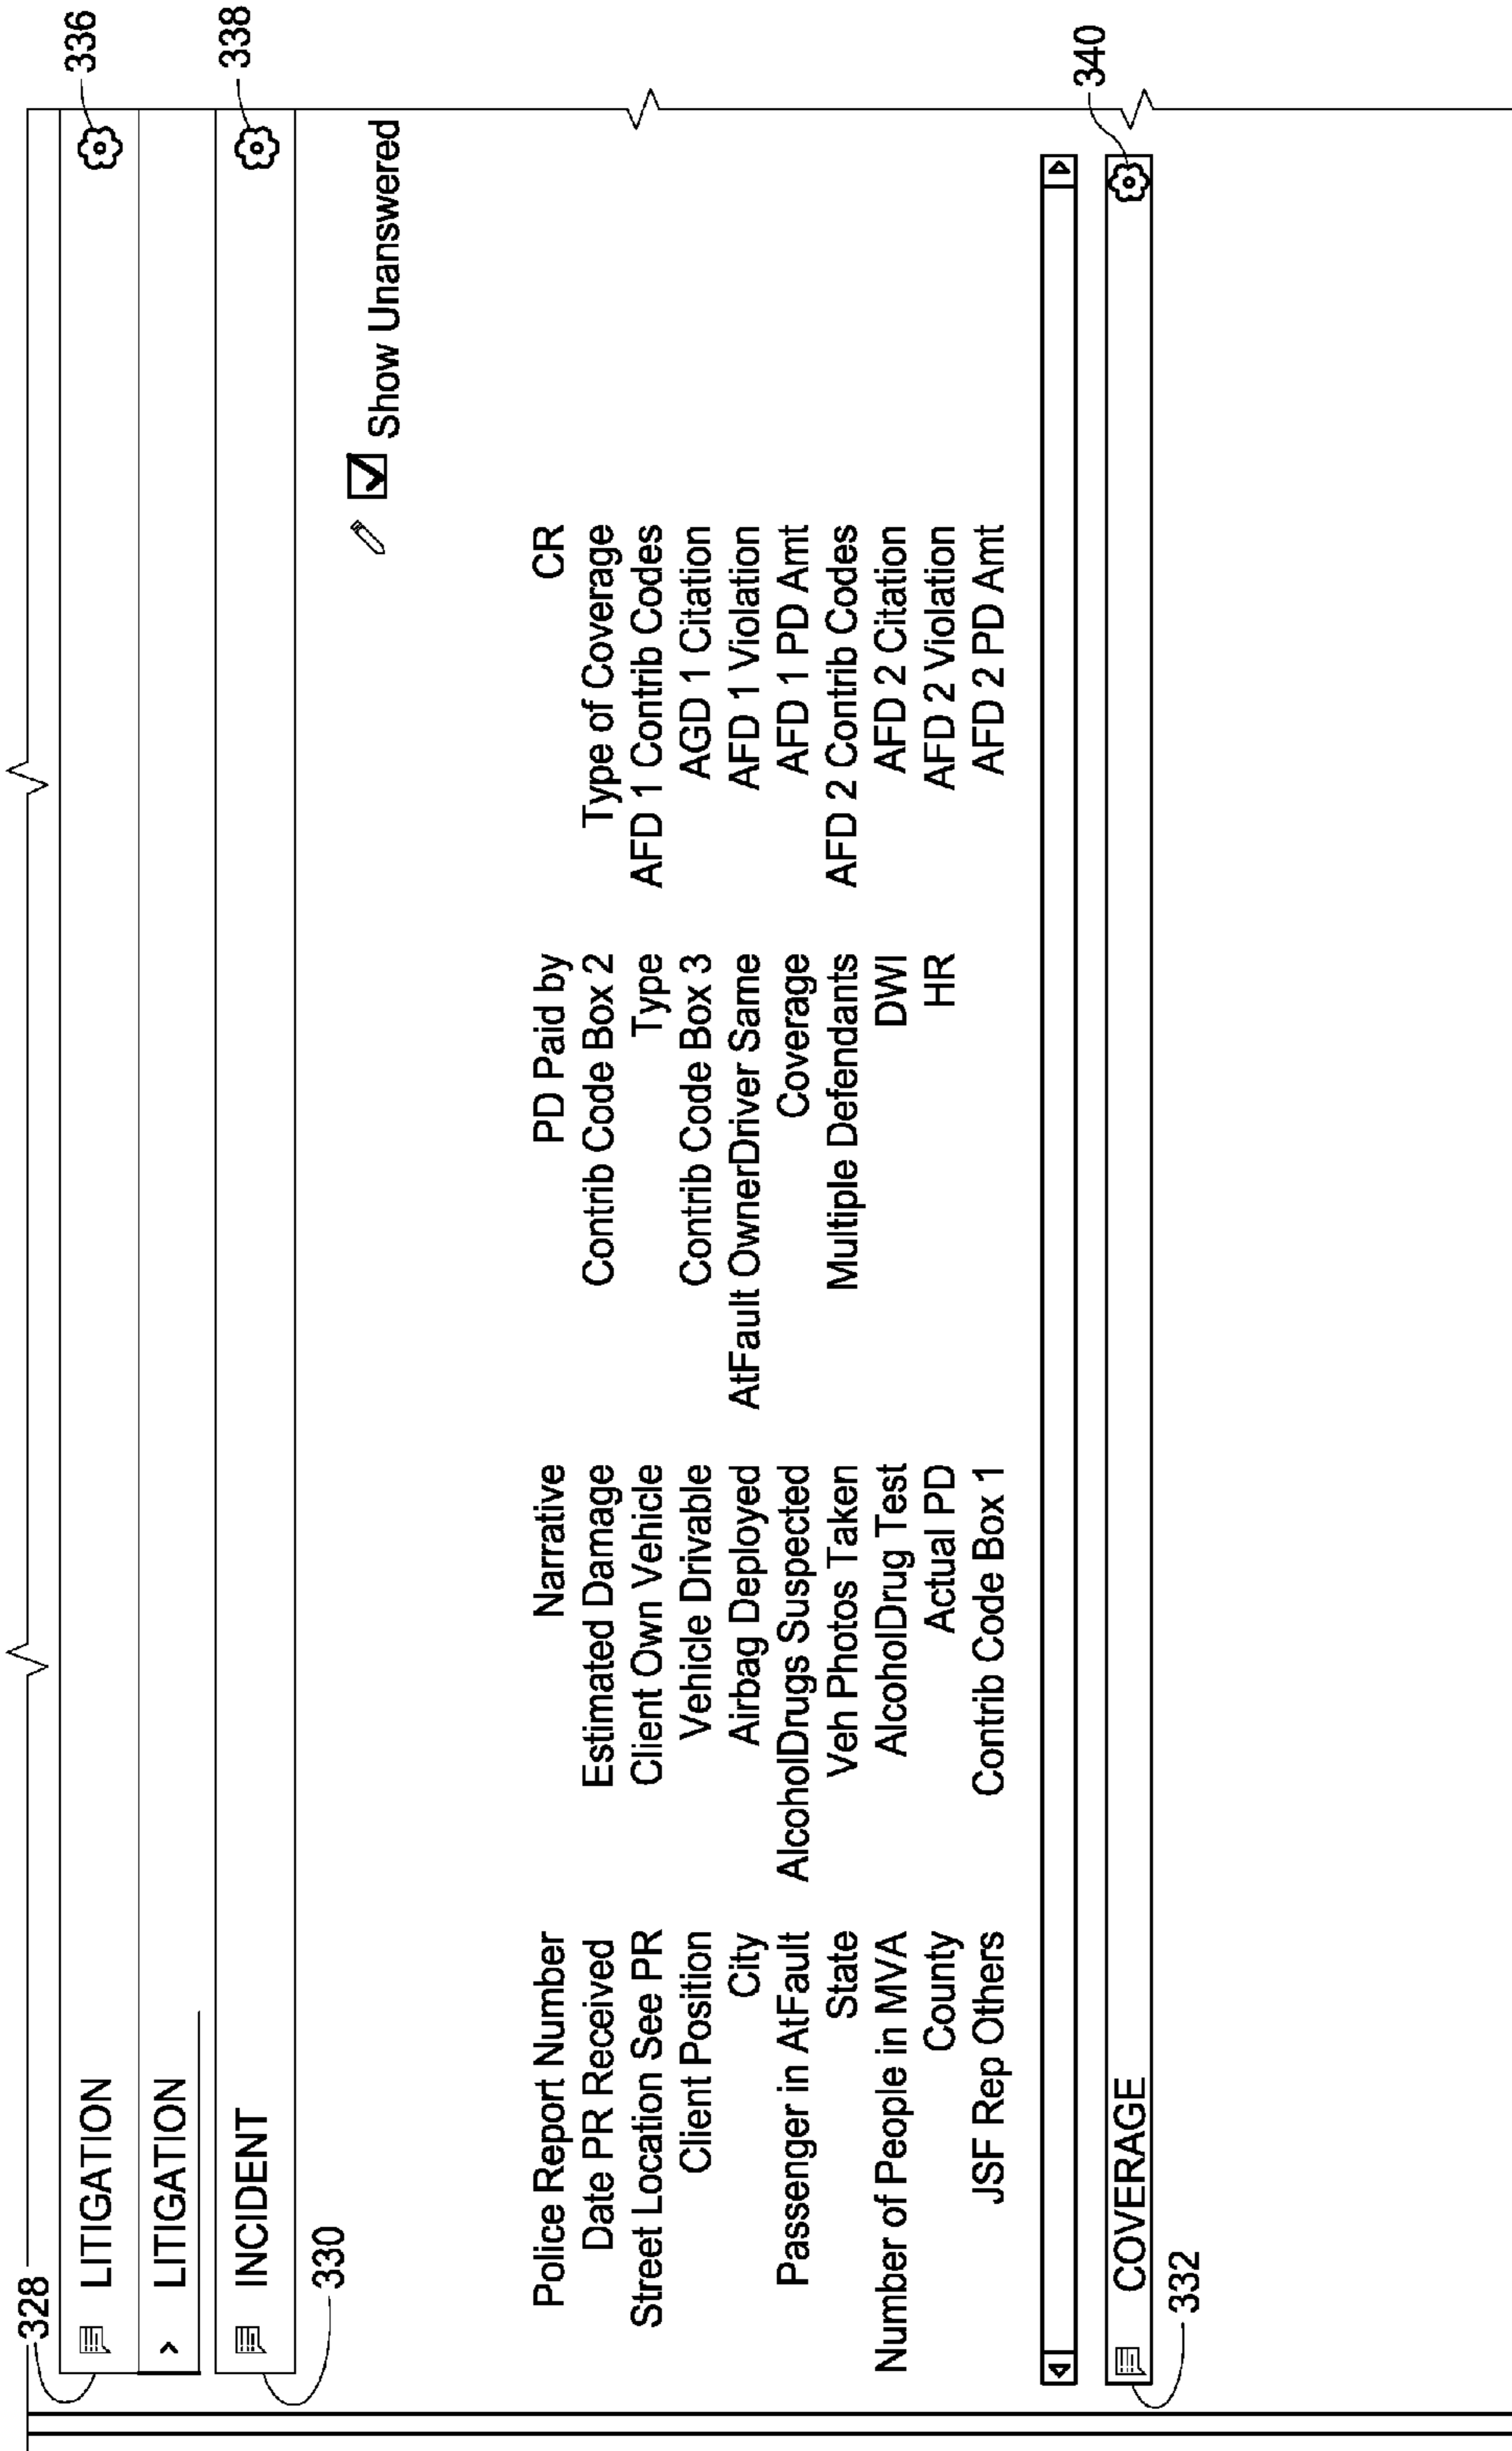 328
LITIGATION
336
> LITIGATION
INCIDENT
338
330
Show Unanswered
Police Report Number Narrative PD Paid by CR
Date PR Received Estimated Damage Contrib Code Box 2 Type of Coverage
Street Location See PR Client Own Vehicle Type AFD 1 Contrib Codes
Client Position Vehicle Drivable Contrib Code Box 3 AGD 1 Citation
City Airbag Deployed AtFault OwnerDriver Same AFD 1 Violation
Passenger in AtFault AlcoholDrugs Suspected Coverage AFD 1 PD Amt
State Veh Photos Taken Multiple Defendants AFD 2 Contrib Codes
Number of People in MVA AlcoholDrug Test DWI AFD 2 Citation
County Actual PD HR AFD 2 Violation
JSF Rep Others Contrib Code Box 1 AFD 2 PD Amt
340
COVERAGE
332